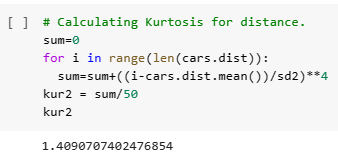 [ ] # Calculating Kurtosis for distance.
sum=0
for i in range(len(cars.dist)):
  sum=sum+((i-cars.dist.mean())/sd2)**4
kur2 = sum/50
kur2
1.4090707402476854